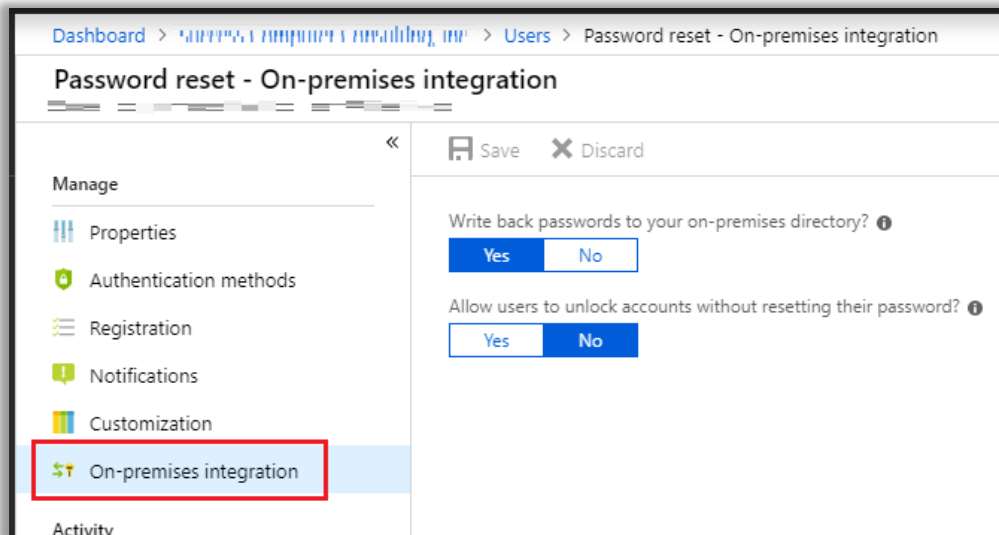 Dashboard > > Users > Password reset - On-premises integration
Password reset - On-premises integration
«
Save Discard
Manage
Properties
Authentication methods
Registration
Notifications
Customization
On-premises integration
Activity
Write back passwords to your on-premises directory?
Yes No
Allow users to unlock accounts without resetting their password?
Yes No